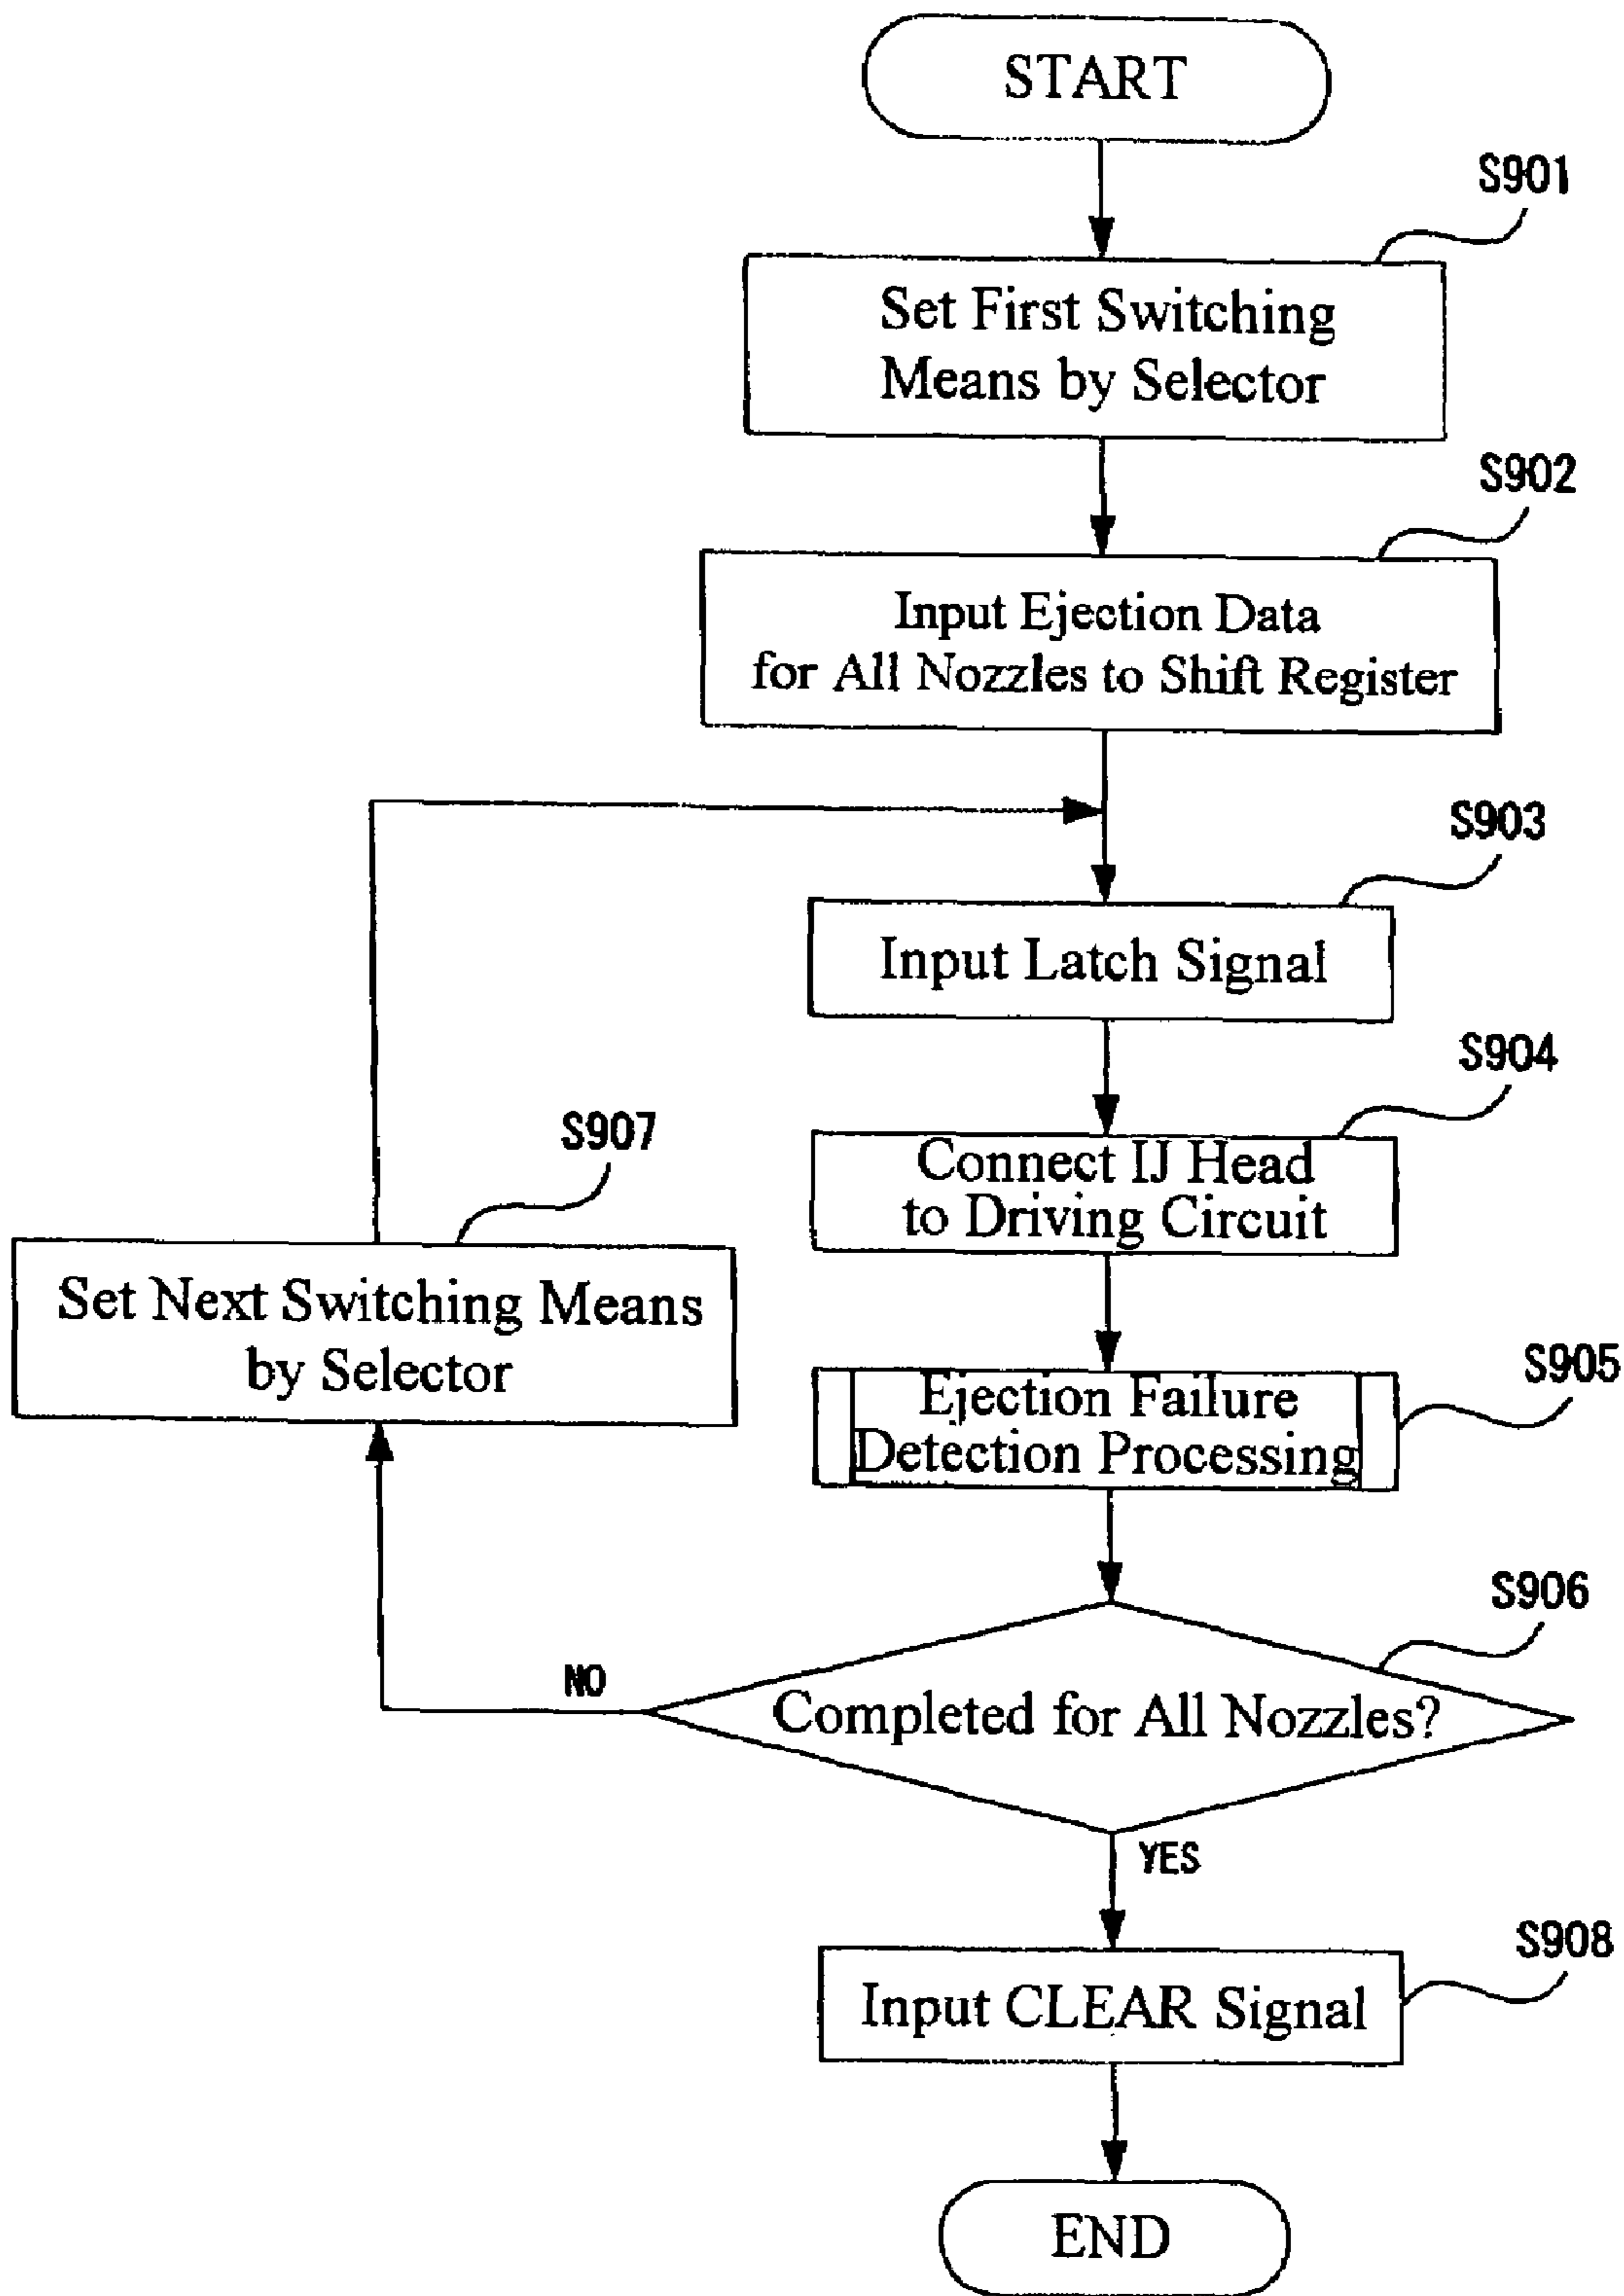 START
S901
Set First Switching
Means by Selector
S902
Input Ejection Data
for All Nozzles to Shift Register
S903
Input Latch Signal
S904
Connect IJ Head
to Driving Circuit
S907
Set Next Switching Means
by Selector
S905
Ejection Failure
Detection Processing
S906
NO
Completed for All Nozzles?
YES
S908
Input CLEAR Signal
END